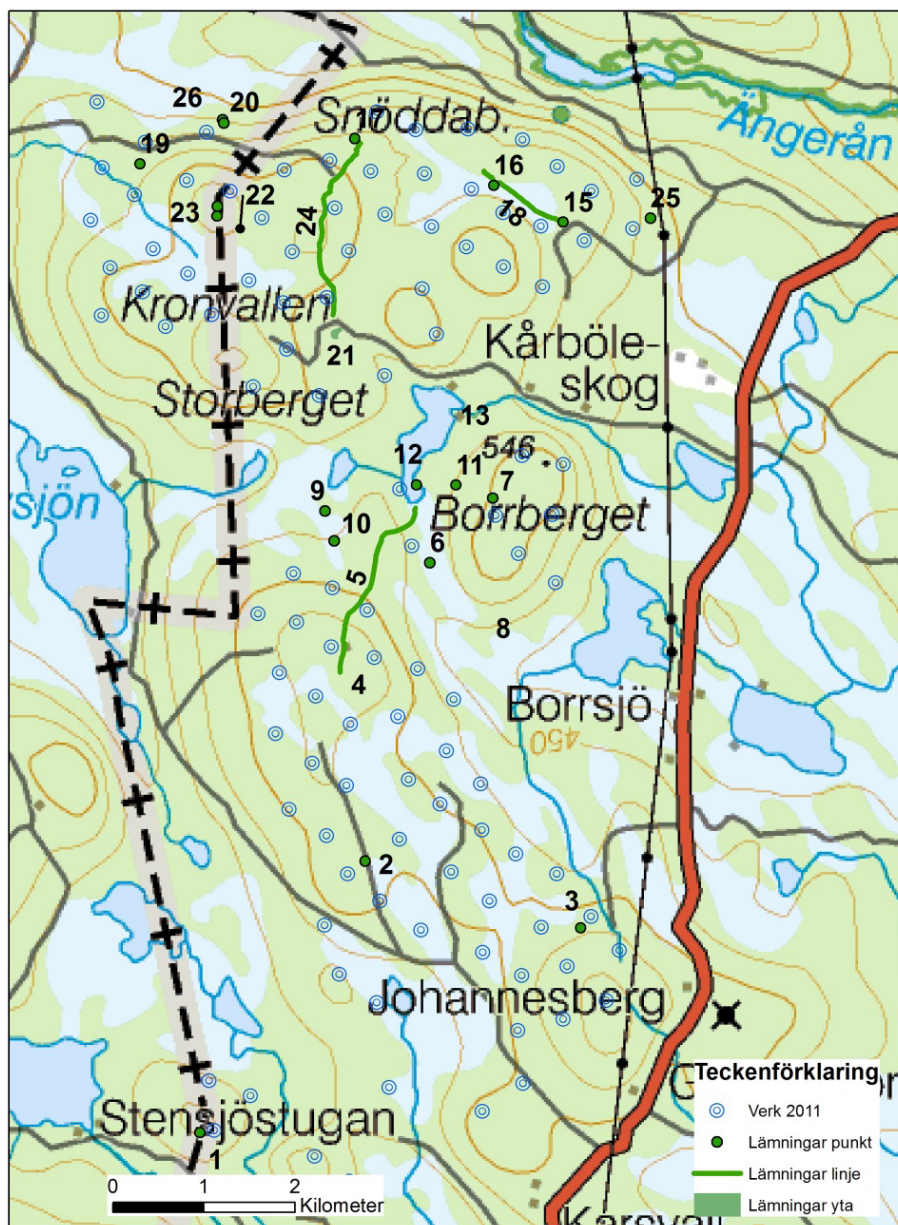 26
20
Snöddab.
17
Ängerån
19
16
22
18
15
25
23
24
Kronvallen
21
Kårböle-
skog
Storberget
13
546
12
11
7
9
sjön
Borrberget
10
6
5
8
4
Borrsjö
450
2
3
Johannesberg
Teckenförklaring
G
Verk 2011
Stensjöstugan
Lämningar punkt
1
Lämningar linje
0 1 2
Kilometer
Lämningar yta